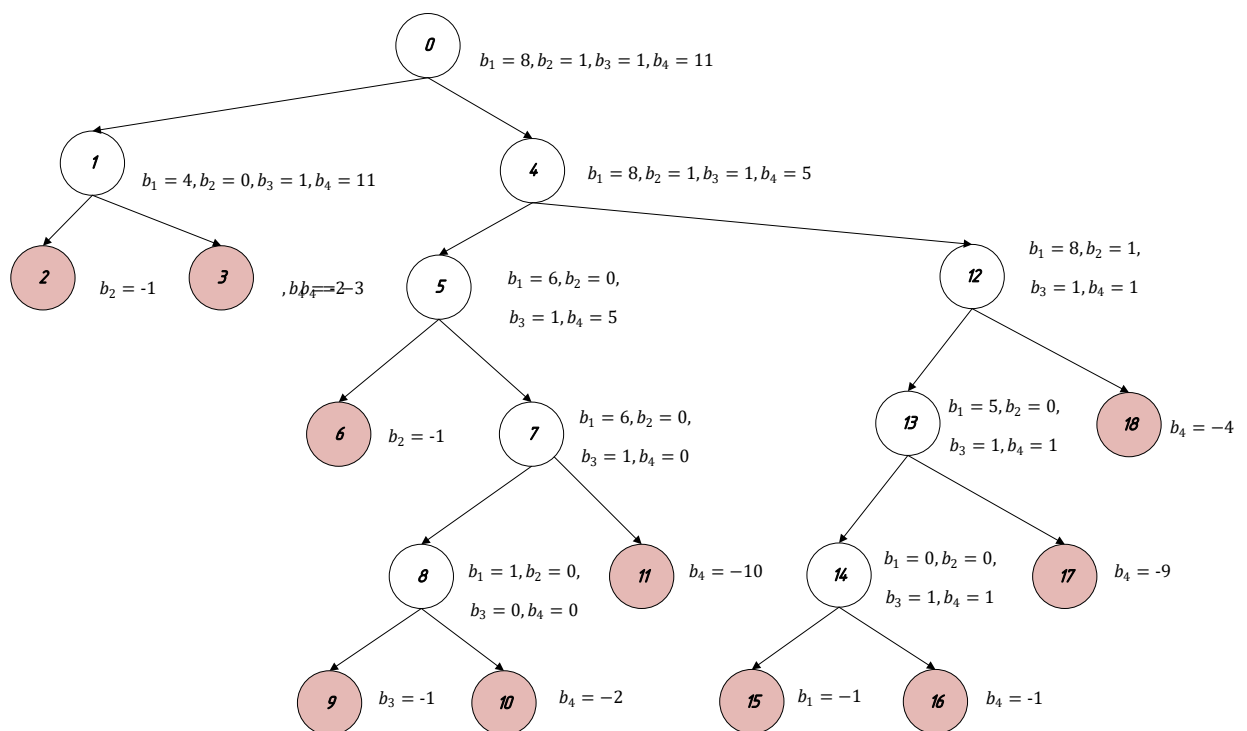 0
b₁ = 8, b₂ = 1, b₃ = 1, b₄ = 11
1
b₁ = 4, b₂ = 0, b₃ = 1, b₄ = 11
4
b₁ = 8, b₂ = 1, b₃ = 1, b₄ = 5
2
b₂ = -1
3
5
b₁ = 6, b₂ = 0,
b₃ = 1, b₄ = 5
12
b₁ = 8, b₂ = 1,
b₃ = 1, b₄ = 1
6
b₂ = -1
7
b₁ = 6, b₂ = 0,
b₃ = 1, b₄ = 0
13
b₁ = 5, b₂ = 0,
b₃ = 1, b₄ = 1
18
b₄ = −4
8
b₁ = 1, b₂ = 0,
b₃ = 0, b₄ = 0
11
b₄ = −10
14
b₁ = 0, b₂ = 0,
b₃ = 1, b₄ = 1
17
b₄ = -9
9
b₃ = -1
10
b₄ = −2
15
b₁ = −1
16
b₄ = -1